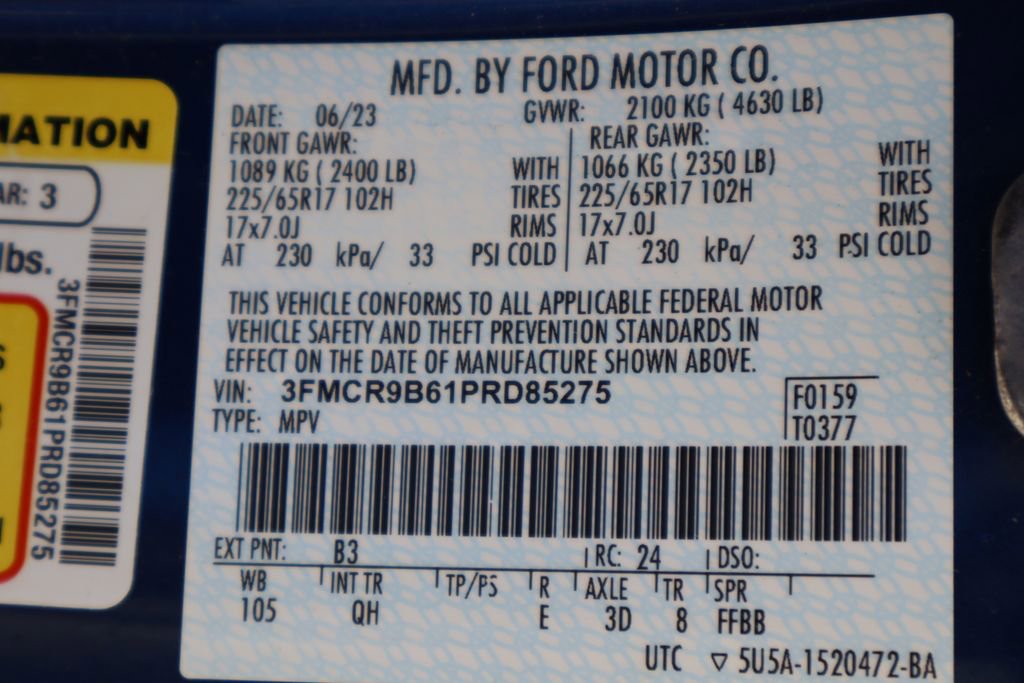 MATION
AR: 3
lbs.
3FMCR9B61PRD85275
MFD. BY FORD MOTOR CO.
DATE: 06/23 GVWR: 2100 KG ( 4630 LB)
FRONT GAWR: REAR GAWR:
1089 KG ( 2400 LB) WITH 1066 KG ( 2350 LB) WITH
225/65R17 102H TIRES 225/65R17 102H TIRES
17x7.0J RIMS 17x7.0J RIMS
AT 230 kPa/ 33 PSI COLD AT 230 kPa/ 33 PSI COLD
THIS VEHICLE CONFORMS TO ALL APPLICABLE FEDERAL MOTOR
VEHICLE SAFETY AND THEFT PREVENTION STANDARDS IN
EFFECT ON THE DATE OF MANUFACTURE SHOWN ABOVE.
VIN: 3FMCR9B61PRD85275 F0159
TYPE: MPV T0377
EXT PNT: B3 RC: 24 DSO:
WB INT TR TP/PS R AXLE TR SPR
105 QH E 3D 8 FFBB
UTC ▽ 5U5A-1520472-BA